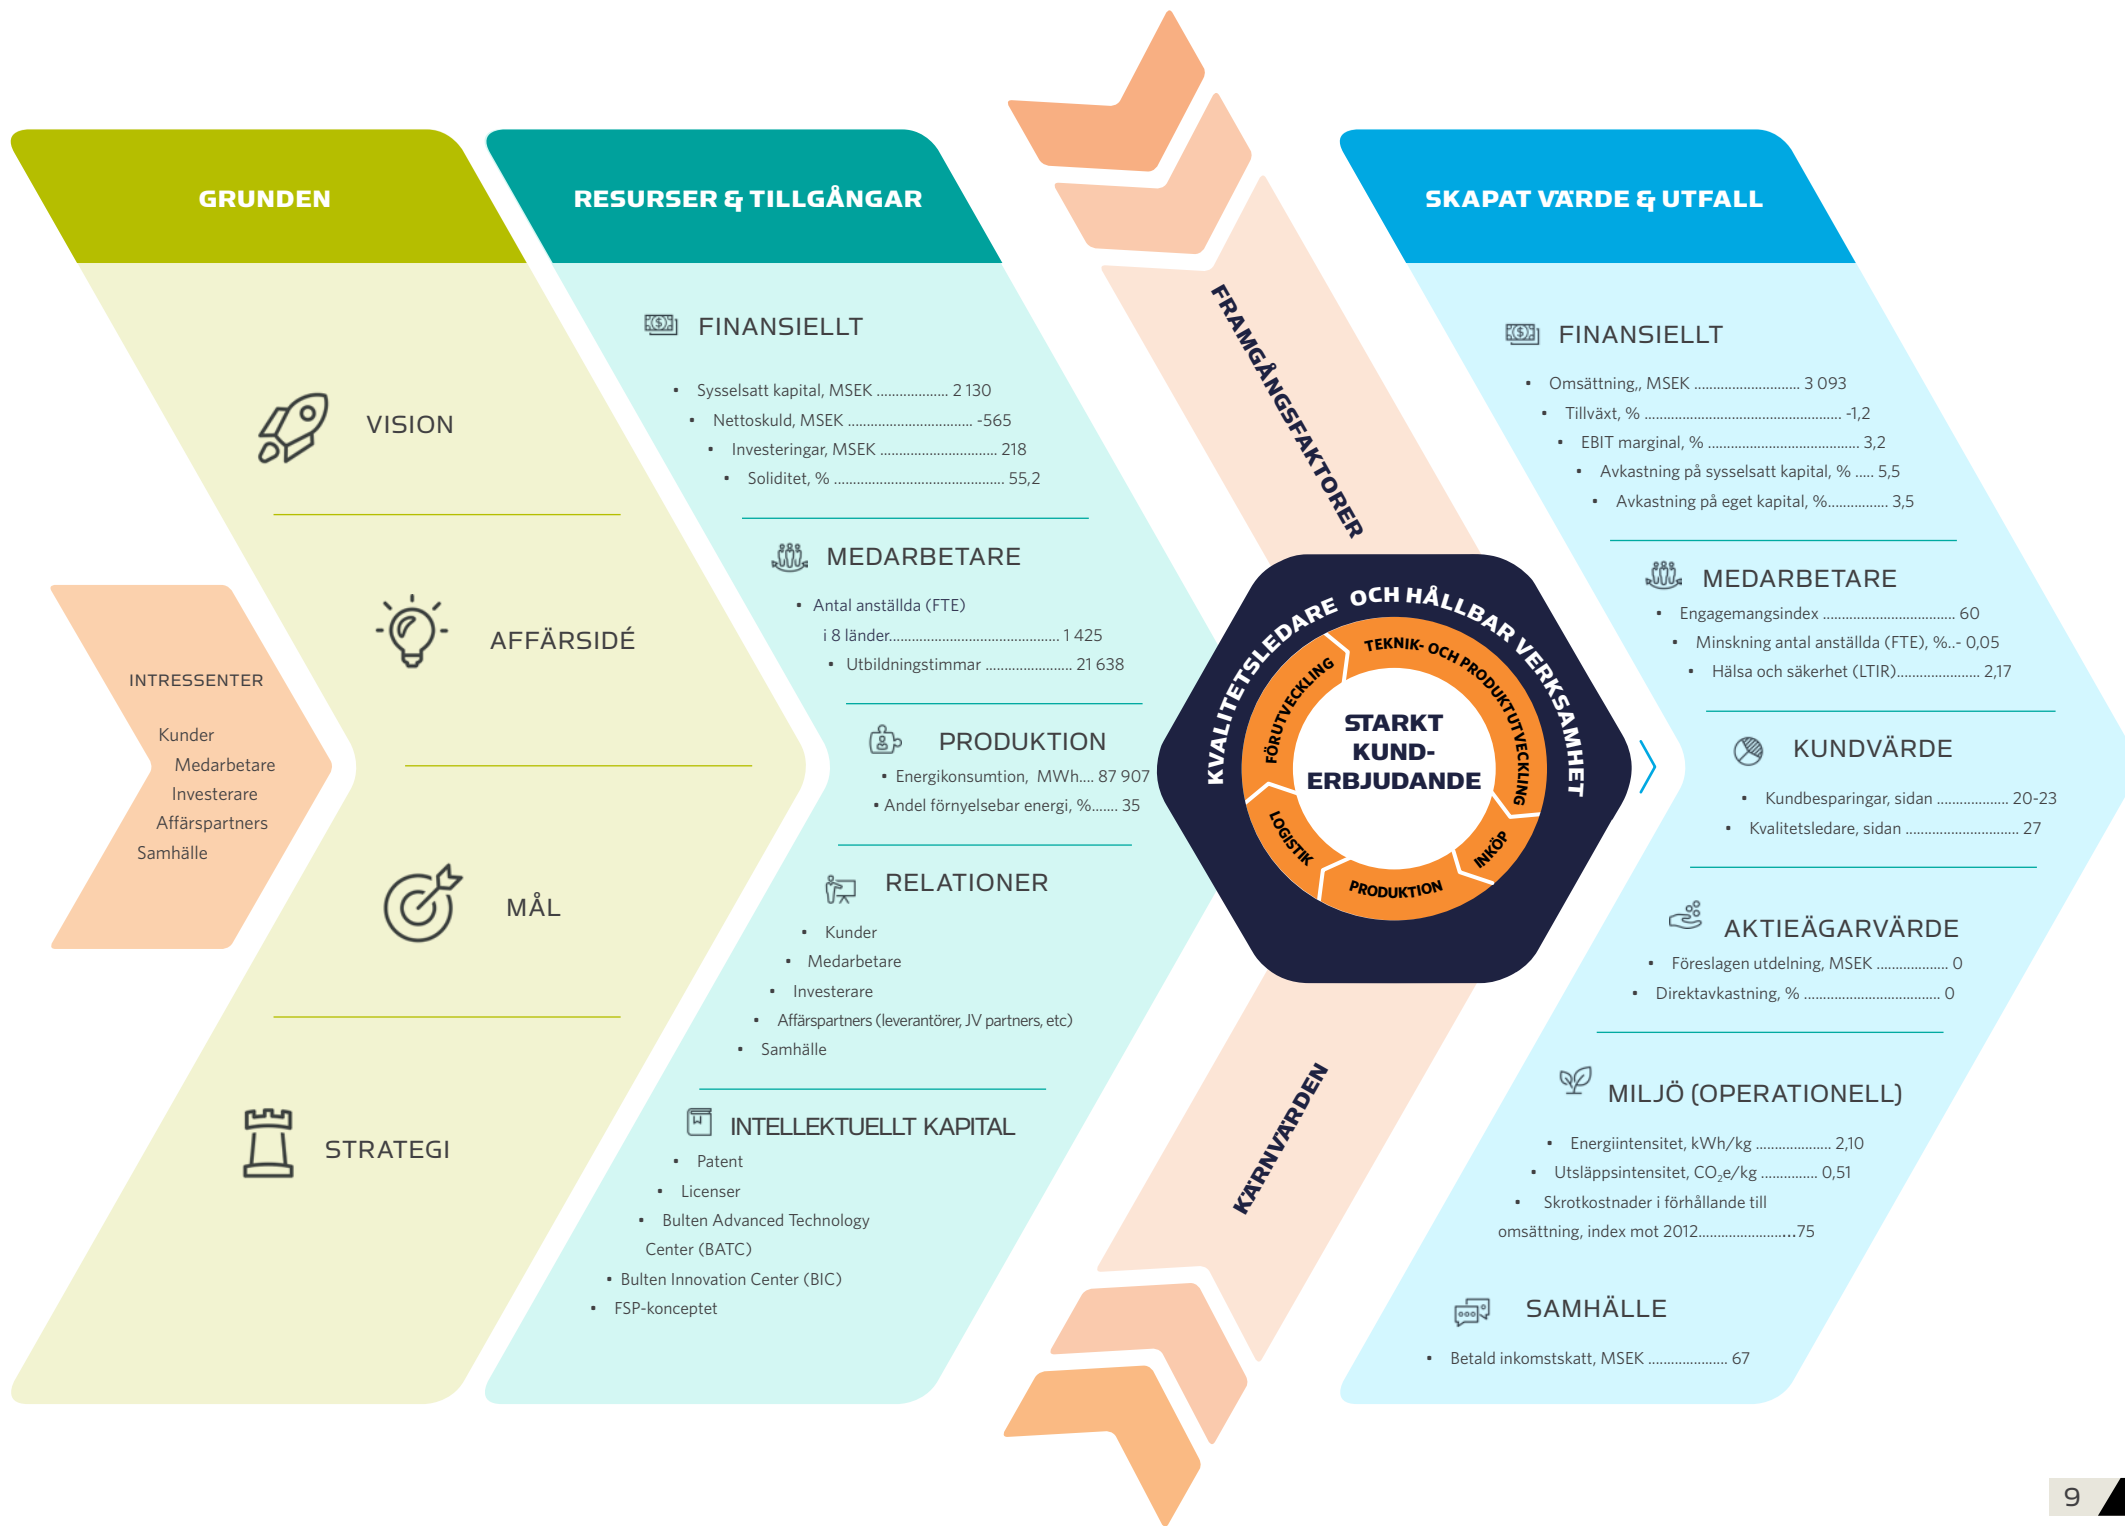 GRUNDEN
INTRESSENTER
Kunder
Medarbetare
Investerare
Affärspartners
Samhälle
VISION
AFFÄRSIDÉ
MÅL
STRATEGI
RESURSER & TILLGÅNGAR
FINANSIELLT
• Sysselsatt kapital, MSEK ................... 2 130
• Nettoskuld, MSEK ................................. -565
• Investeringar, MSEK ............................... 218
• Soliditet, % ............................................. 55,2
MEDARBETARE
• Antal anställda (FTE)
i 8 länder............................................. 1 425
• Utbildningstimmar ....................... 21 638
PRODUKTION
• Energikonsumtion, MWh.... 87 907
• Andel förnyelsebar energi, %....... 35
RELATIONER
• Kunder
• Medarbetare
• Investerare
• Affärspartners (leverantörer, JV partners, etc)
• Samhälle
INTELLEKTUELLT KAPITAL
• Patent
• Licenser
• Bulten Advanced Technology
Center (BATC)
• Bulten Innovation Center (BIC)
• FSP-konceptet
FRAMGÅNGSFAKTORER
KVALITETSLEDARE OCH HÅLLBAR VERKSAMHET
FÖRUTVECKLING
TEKNIK- OCH PRODUKTUTVECKLING
INKÖP
PRODUKTION
LOGISTIK
STARKT
KUND-
ERBJUDANDE
KÄRNVÄRDEN
SKAPAT VÄRDE & UTFALL
FINANSIELLT
• Omsättning,, MSEK ............................ 3 093
• Tillväxt, % .................................................... -1,2
• EBIT marginal, % ........................................ 3,2
• Avkastning på sysselsatt kapital, % ..... 5,5
• Avkastning på eget kapital, %................ 3,5
MEDARBETARE
• Engagemangsindex ................................... 60
• Minskning antal anställda (FTE), %..- 0,05
• Hälsa och säkerhet (LTIR)...................... 2,17
KUNDVÄRDE
• Kundbesparingar, sidan ................... 20-23
• Kvalitetsledare, sidan .............................. 27
AKTIEÄGARVÄRDE
• Föreslagen utdelning, MSEK ................... 0
• Direktavkastning, % .................................... 0
MILJÖ (OPERATIONELL)
• Energiintensitet, kWh/kg .................... 2,10
• Utsläppsintensitet, CO₂e/kg ............... 0,51
• Skrotkostnader i förhållande till
omsättning, index mot 2012.........................75
SAMHÄLLE
• Betald inkomstskatt, MSEK ..................... 67
9